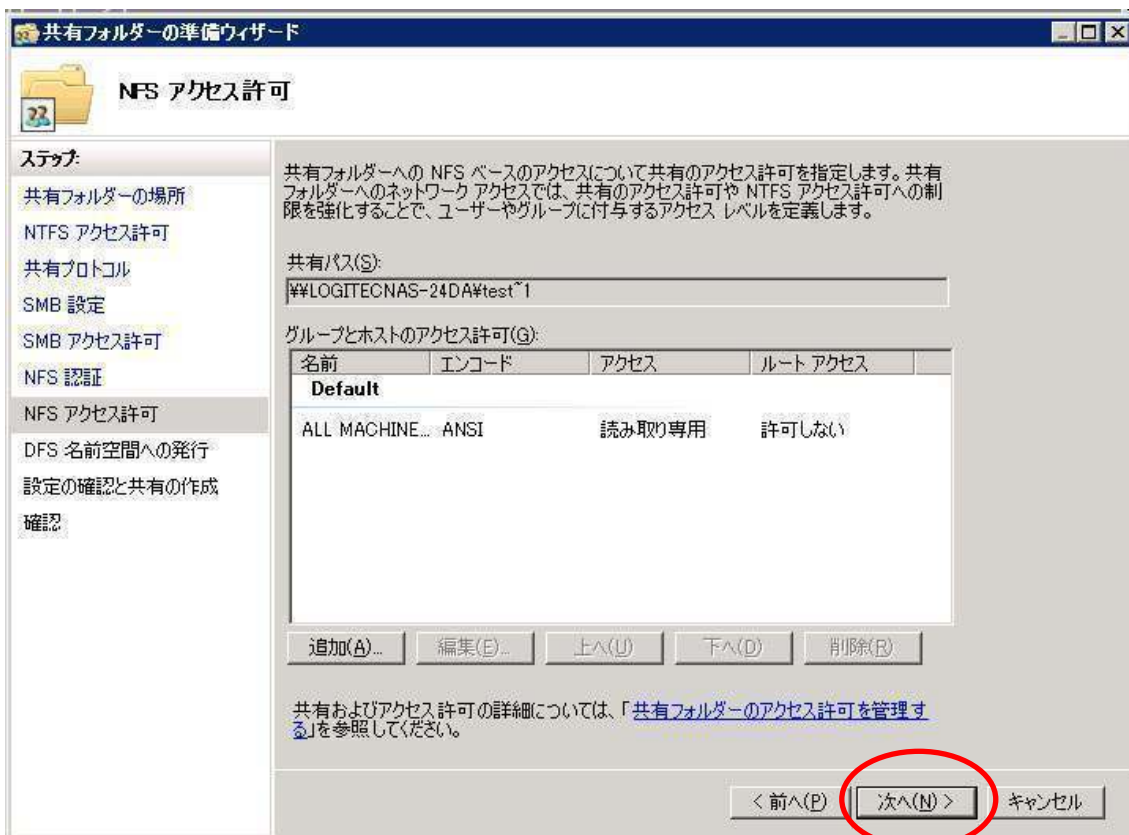 共有フォルダーの準備ウィザード
NFS アクセス許可
ステップ:
共有フォルダーの場所
NTFS アクセス許可
共有プロトコル
SMB 設定
SMB アクセス許可
NFS 認証
NFS アクセス許可
DFS 名前空間への発行
設定の確認と共有の作成
確認
共有フォルダーへの NFS ベースのアクセスについて共有のアクセス許可を指定します。共有
フォルダーへのネットワーク アクセスでは、共有のアクセス許可や NTFS アクセス許可への制
限を強化することで、ユーザーやグループに付与するアクセス レベルを定義します。
共有パス(S):
¥¥LOGITECNAS-24DA¥test~1
グループとホストのアクセス許可(G):
名前 エンコード アクセス ルート アクセス
Default
ALL MACHINE... ANSI 読み取り専用 許可しない
追加(A)... 編集(E)... 上へ(U) 下へ(D) 削除(R)
共有およびアクセス許可の詳細については、「共有フォルダーのアクセス許可を管理す
る」を参照してください。
< 前へ(P) 次へ(N) > キャンセル